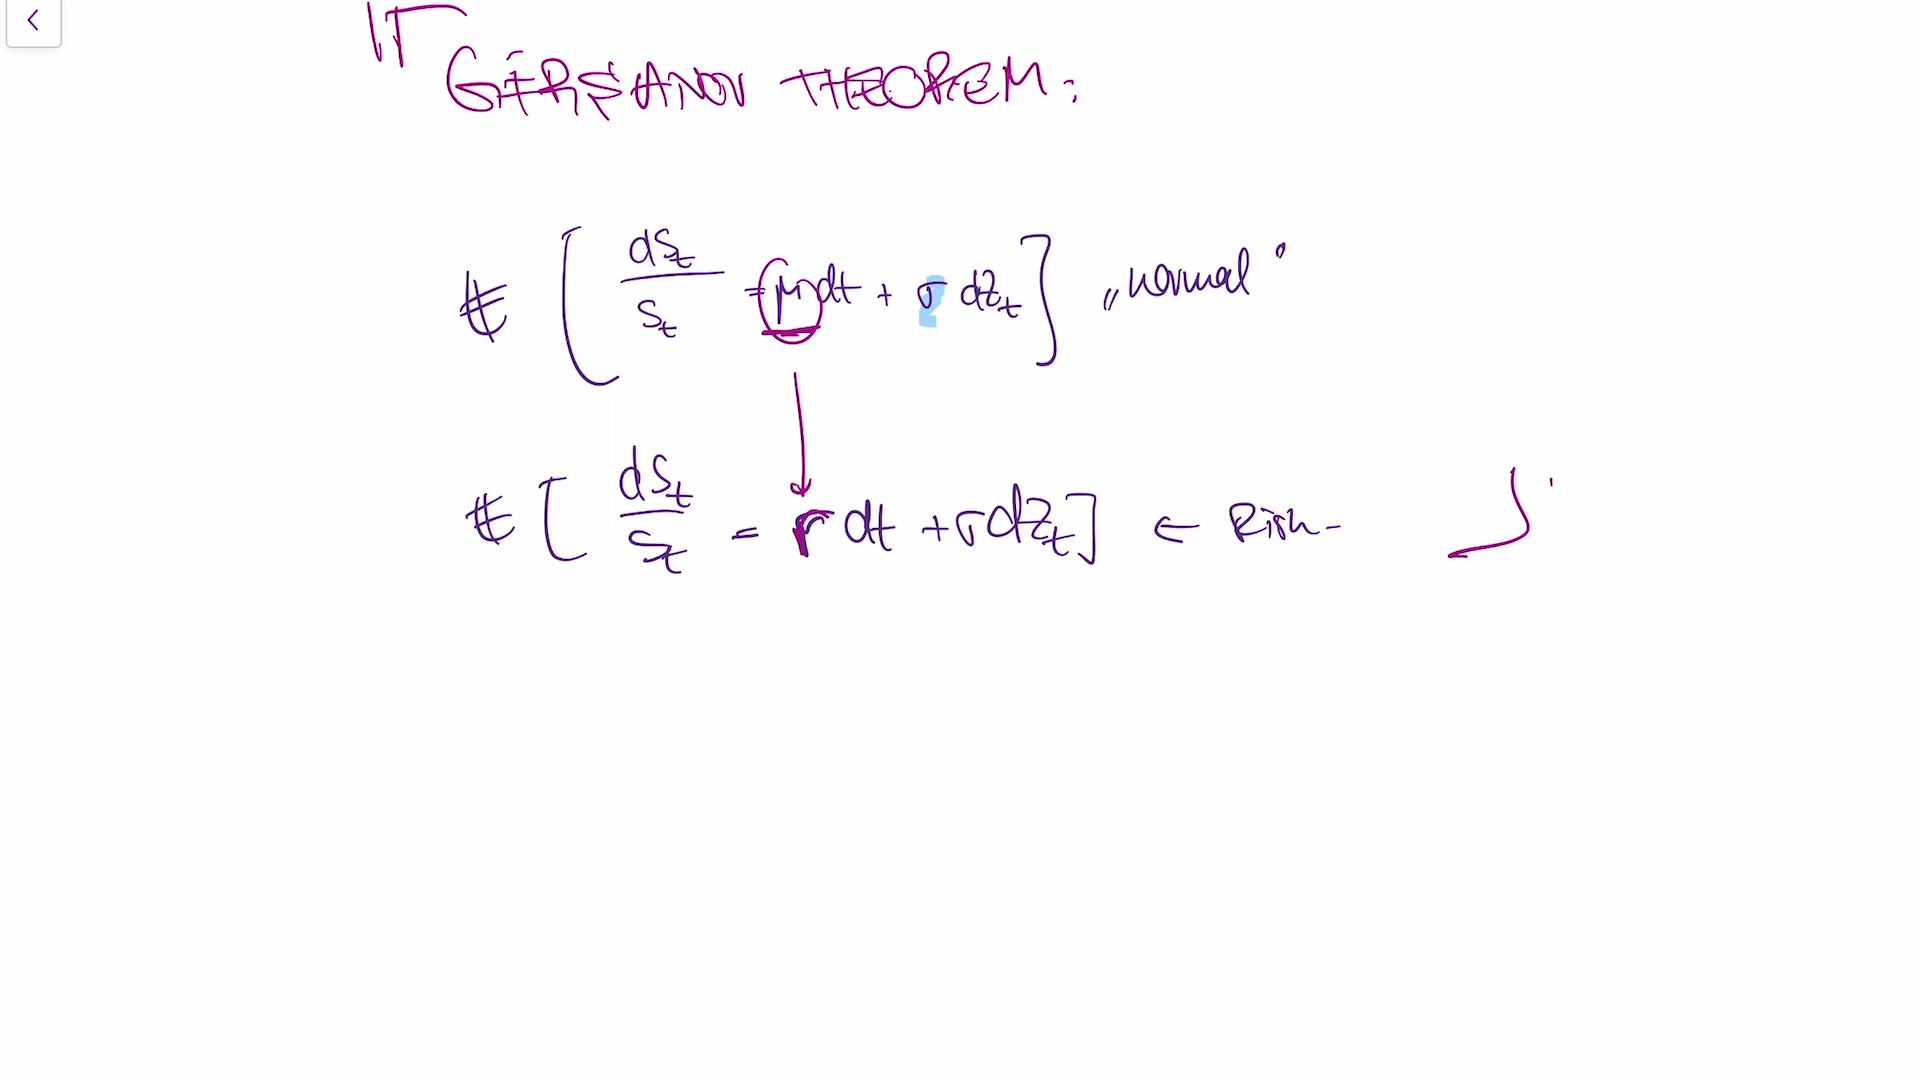 GIRSANOV THEOREM:
E [ dS_t / S_t = μ dt + σ dZ_t ] „normal"
E [ dS_t / S_t = r dt + σ dZ_t ] ← Risk-